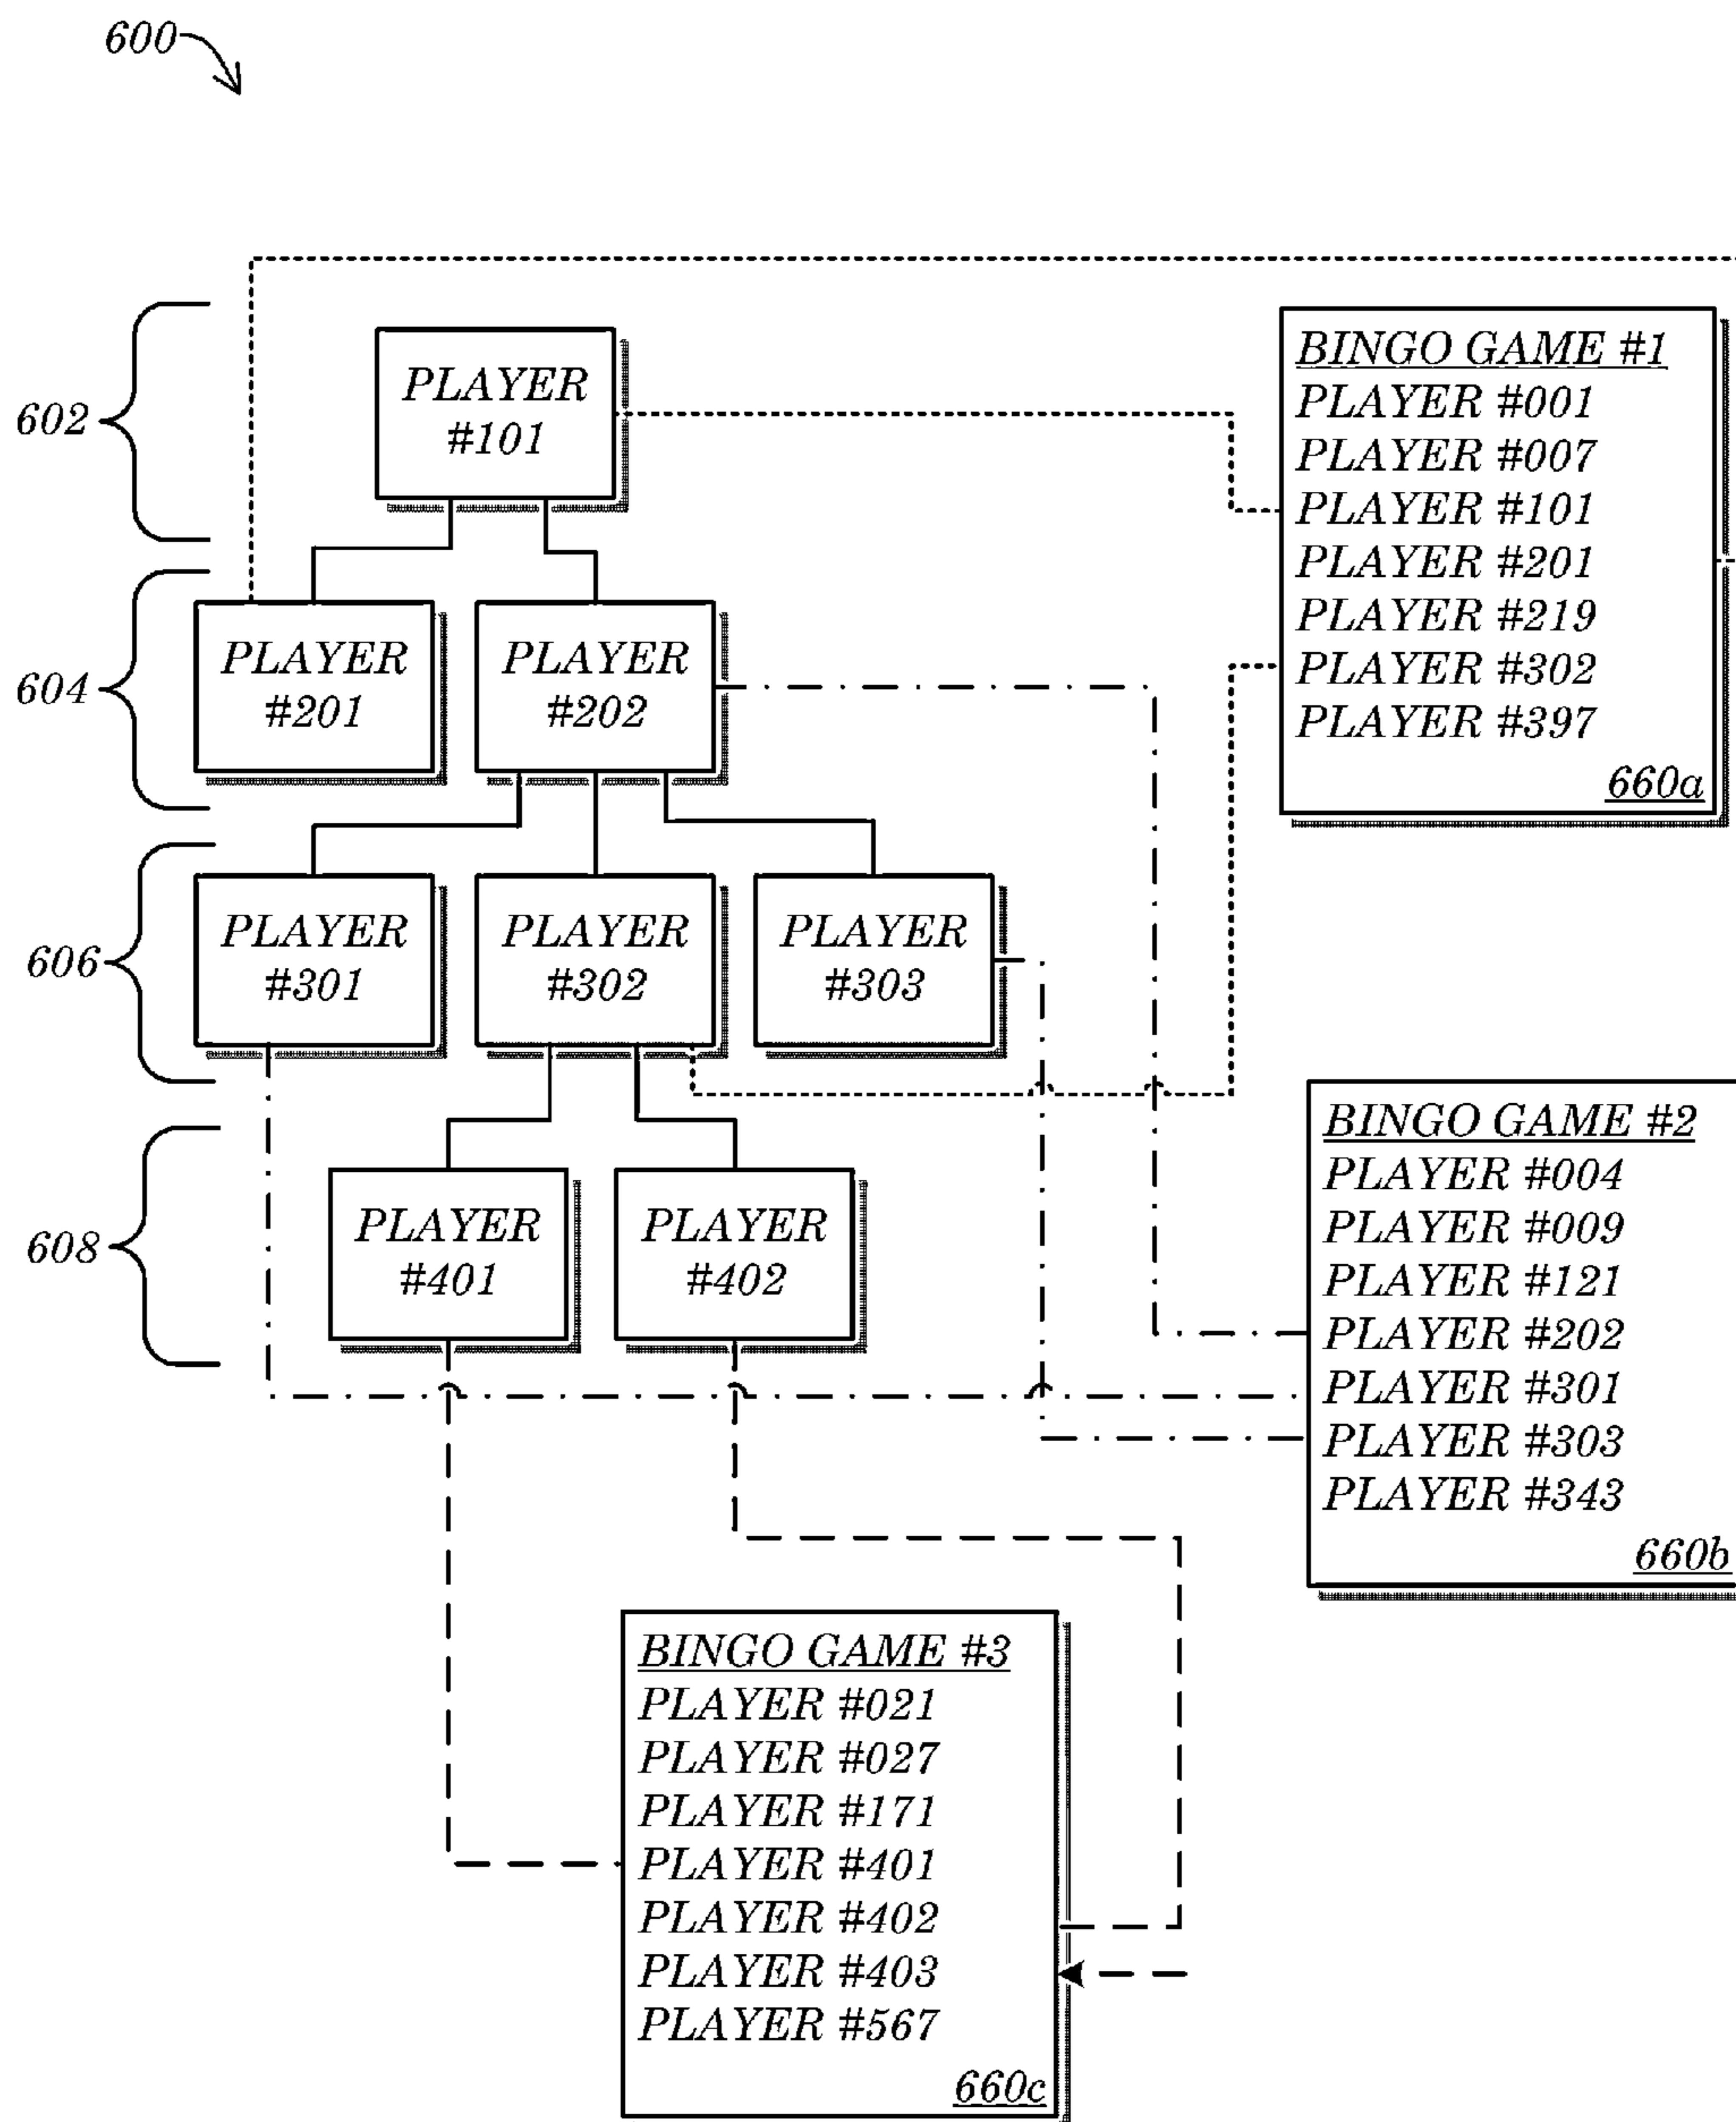 600
602
PLAYER
#101
604
PLAYER
#201
PLAYER
#202
606
PLAYER
#301
PLAYER
#302
PLAYER
#303
608
PLAYER
#401
PLAYER
#402
BINGO GAME #1
PLAYER #001
PLAYER #007
PLAYER #101
PLAYER #201
PLAYER #219
PLAYER #302
PLAYER #397
660a
BINGO GAME #2
PLAYER #004
PLAYER #009
PLAYER #121
PLAYER #202
PLAYER #301
PLAYER #303
PLAYER #343
660b
BINGO GAME #3
PLAYER #021
PLAYER #027
PLAYER #171
PLAYER #401
PLAYER #402
PLAYER #403
PLAYER #567
660c